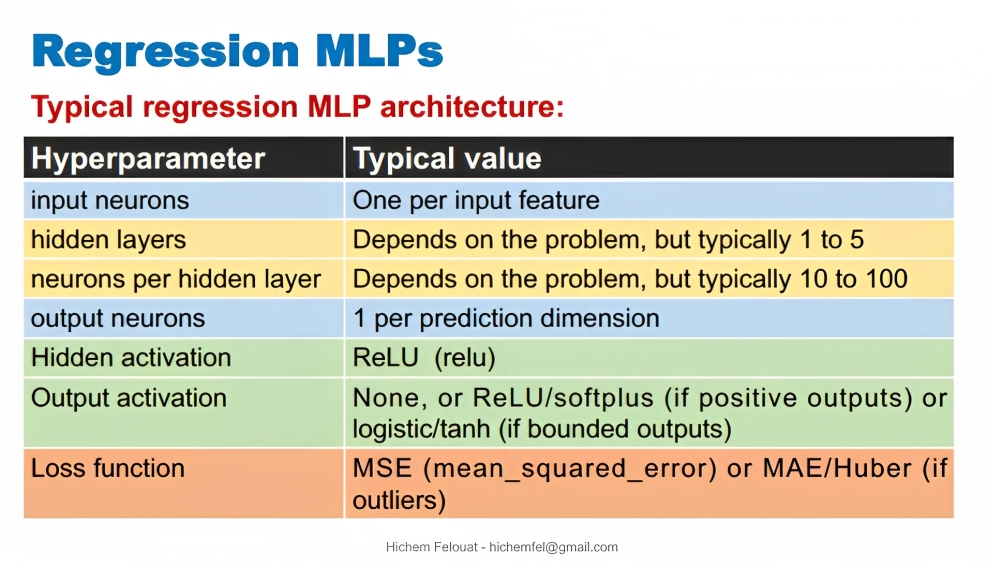 Regression MLPs
Typical regression MLP architecture:
Hyperparameter Typical value
input neurons One per input feature
hidden layers Depends on the problem, but typically 1 to 5
neurons per hidden layer Depends on the problem, but typically 10 to 100
output neurons 1 per prediction dimension
Hidden activation ReLU (relu)
Output activation None, or ReLU/softplus (if positive outputs) or
logistic/tanh (if bounded outputs)
Loss function MSE (mean_squared_error) or MAE/Huber (if
outliers)
Hichem Felouat - hichemfel@gmail.com